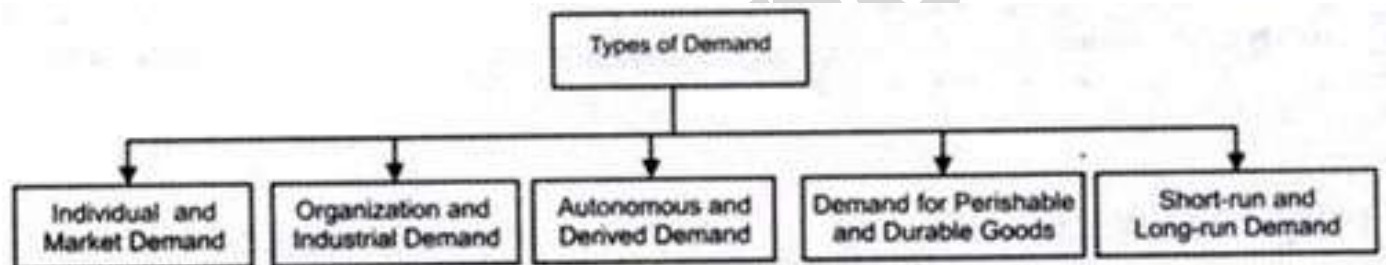 Types of Demand
Individual and
Market Demand
Organization and
Industrial Demand
Autonomous and
Derived Demand
Demand for Perishable
and Durable Goods
Short-run and
Long-run Demand